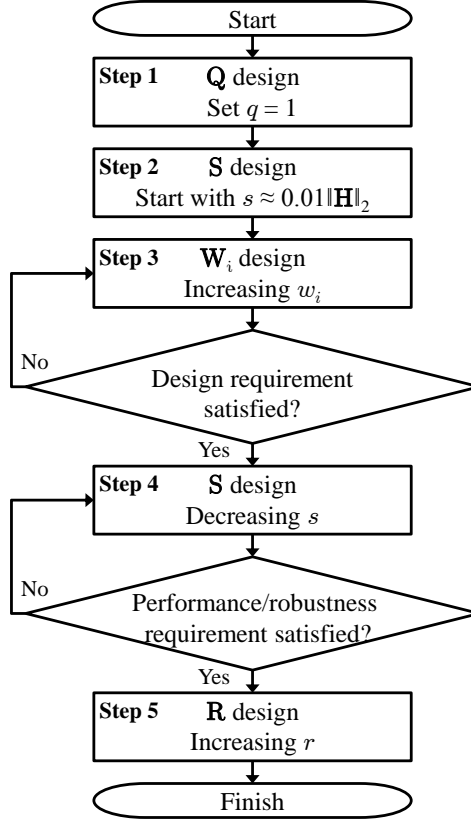 Start
Step 1 Q design
Set q = 1
Step 2 S design
Start with s ≈ 0.01‖H‖₂
Step 3 Wᵢ design
Increasing wᵢ
No
Design requirement
satisfied?
Yes
Step 4 S design
Decreasing s
No
Performance/robustness
requirement satisfied?
Yes
Step 5 R design
Increasing r
Finish